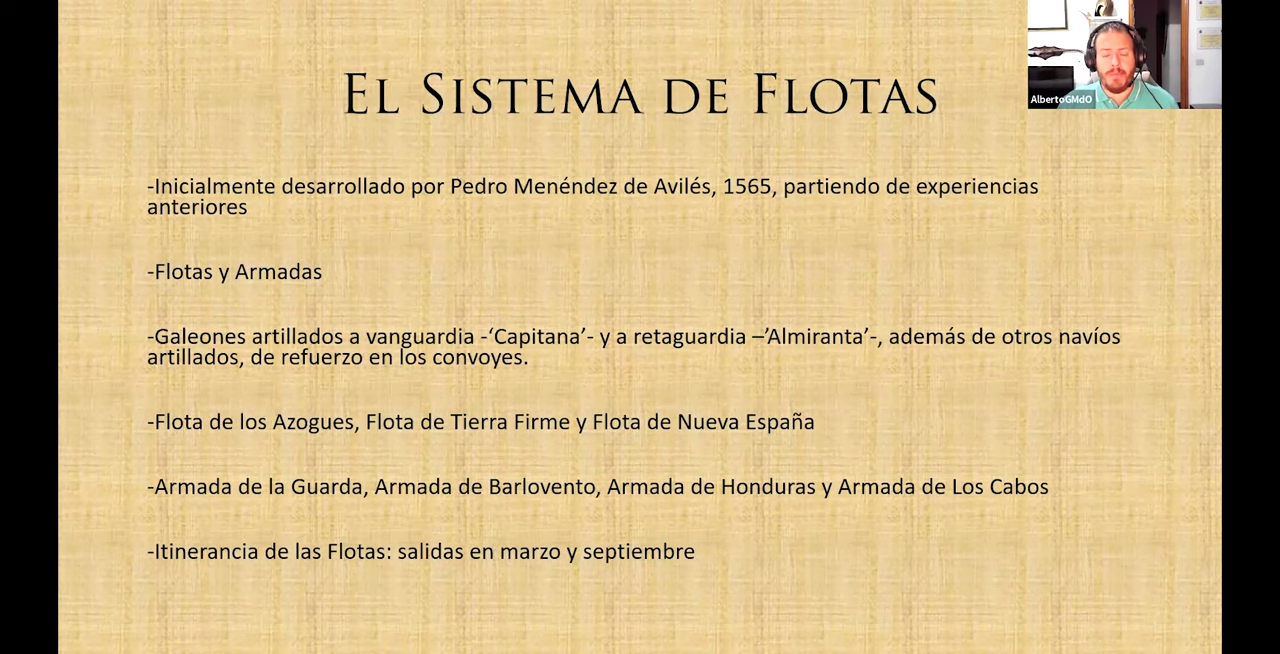 EL SISTEMA DE FLOTAS
AlbertoGMdO
-Inicialmente desarrollado por Pedro Menéndez de Avilés, 1565, partiendo de experiencias
anteriores
-Flotas y Armadas
-Galeones artillados a vanguardia -‘Capitana’- y a retaguardia –’Almiranta’-, además de otros navíos
artillados, de refuerzo en los convoyes.
-Flota de los Azogues, Flota de Tierra Firme y Flota de Nueva España
-Armada de la Guarda, Armada de Barlovento, Armada de Honduras y Armada de Los Cabos
-Itinerancia de las Flotas: salidas en marzo y septiembre